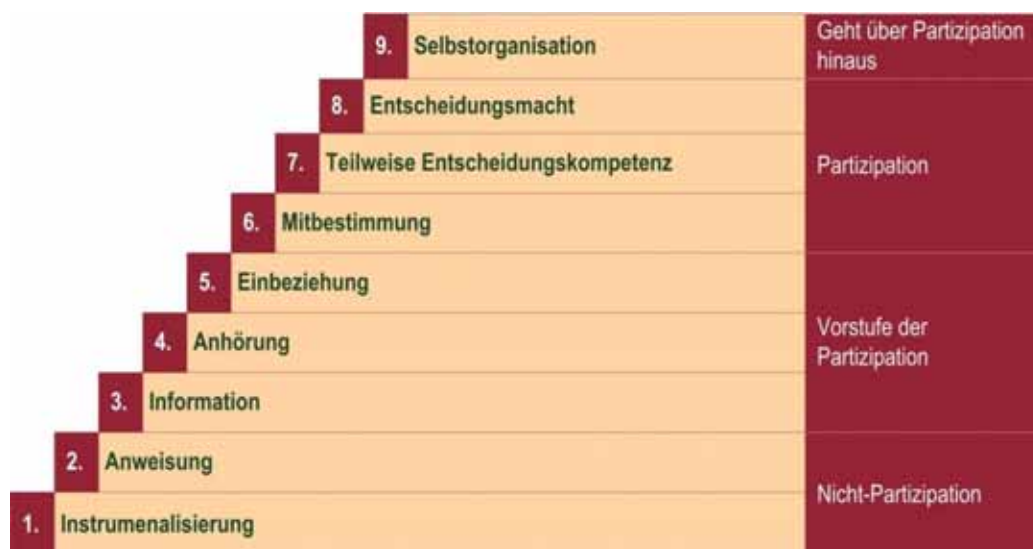 9. Selbstorganisation
Geht über Partizipation
hinaus
8. Entscheidungsmacht
7. Teilweise Entscheidungskompetenz
Partizipation
6. Mitbestimmung
5. Einbeziehung
4. Anhörung
Vorstufe der
Partizipation
3. Information
2. Anweisung
Nicht-Partizipation
1. Instrumenalisierung